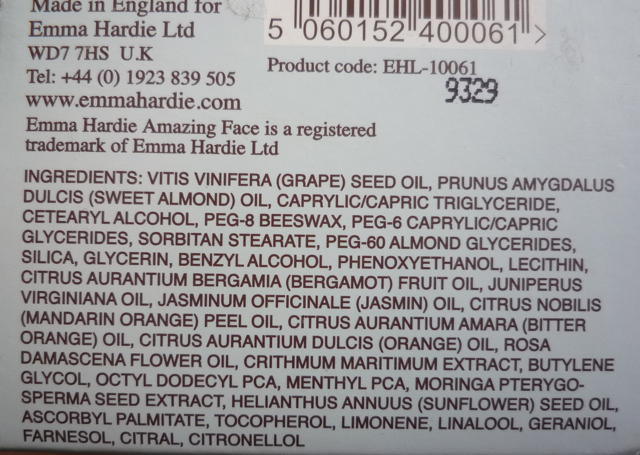 Made in England for
Emma Hardie Ltd
WD7 7HS U.K
Tel: +44 (0) 1923 839 505
www.emmahardie.com
5 060152 400061 >
Product code: EHL-10061
9329
Emma Hardie Amazing Face is a registered
trademark of Emma Hardie Ltd
INGREDIENTS: VITIS VINIFERA (GRAPE) SEED OIL, PRUNUS AMYGDALUS
DULCIS (SWEET ALMOND) OIL, CAPRYLIC/CAPRIC TRIGLYCERIDE,
CETEARYL ALCOHOL, PEG-8 BEESWAX, PEG-6 CAPRYLIC/CAPRIC
GLYCERIDES, SORBITAN STEARATE, PEG-60 ALMOND GLYCERIDES,
SILICA, GLYCERIN, BENZYL ALCOHOL, PHENOXYETHANOL, LECITHIN,
CITRUS AURANTIUM BERGAMIA (BERGAMOT) FRUIT OIL, JUNIPERUS
VIRGINIANA OIL, JASMINUM OFFICINALE (JASMIN) OIL, CITRUS NOBILIS
(MANDARIN ORANGE) PEEL OIL, CITRUS AURANTIUM AMARA (BITTER
ORANGE) OIL, CITRUS AURANTIUM DULCIS (ORANGE) OIL, ROSA
DAMASCENA FLOWER OIL, CRITHMUM MARITIMUM EXTRACT, BUTYLENE
GLYCOL, OCTYL DODECYL PCA, MENTHYL PCA, MORINGA PTERYGO-
SPERMA SEED EXTRACT, HELIANTHUS ANNUUS (SUNFLOWER) SEED OIL,
ASCORBYL PALMITATE, TOCOPHEROL, LIMONENE, LINALOOL, GERANIOL,
FARNESOL, CITRAL, CITRONELLOL